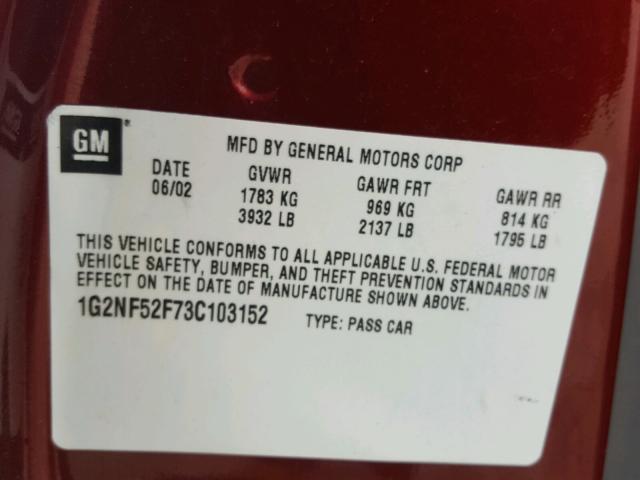 GM®
MFD BY GENERAL MOTORS CORP
DATE GVWR GAWR FRT GAWR RR
06/02 1783 KG 969 KG 814 KG
3932 LB 2137 LB 1795 LB
THIS VEHICLE CONFORMS TO ALL APPLICABLE U.S. FEDERAL MOTOR
VEHICLE SAFETY, BUMPER, AND THEFT PREVENTION STANDARDS IN
EFFECT ON THE DATE OF MANUFACTURE SHOWN ABOVE.
1G2NF52F73C103152 TYPE: PASS CAR